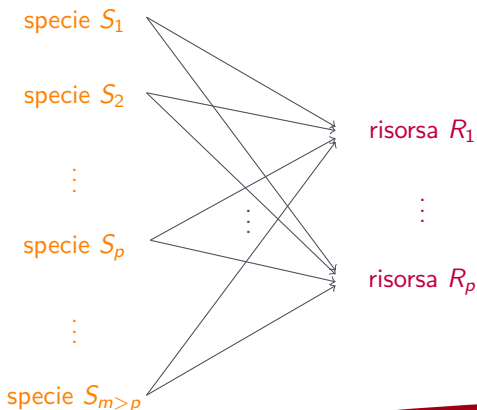 specie S₁
specie S₂
⋮
specie Sₚ
⋮
specie Sₘ﹥ₚ
risorsa R₁
⋮
risorsa Rₚ
⋮